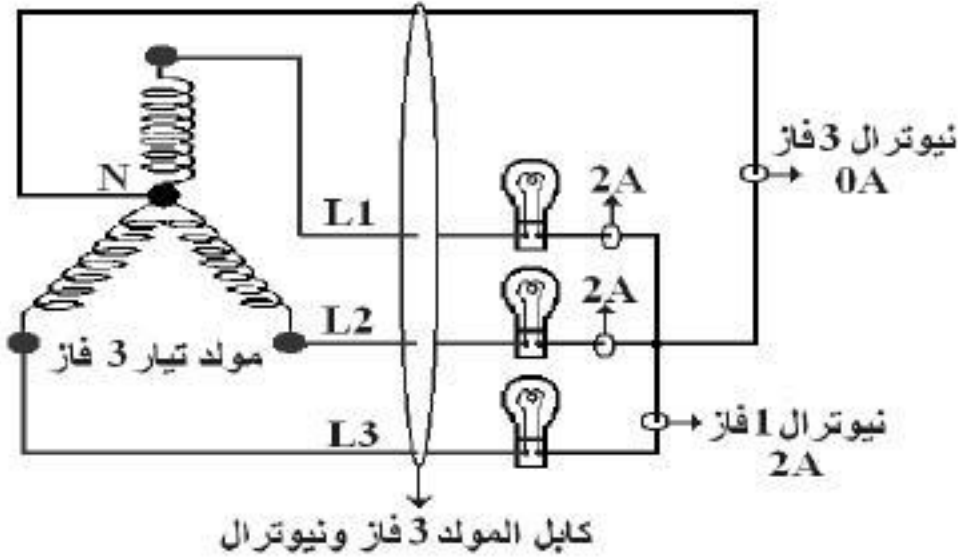 نيوترال 3 فاز
0A
2A
N
L1
2A
L2
مولد تيار 3 فاز
نيوترال 1 فاز
2A
L3
كابل المولد 3 فاز ونيوترال